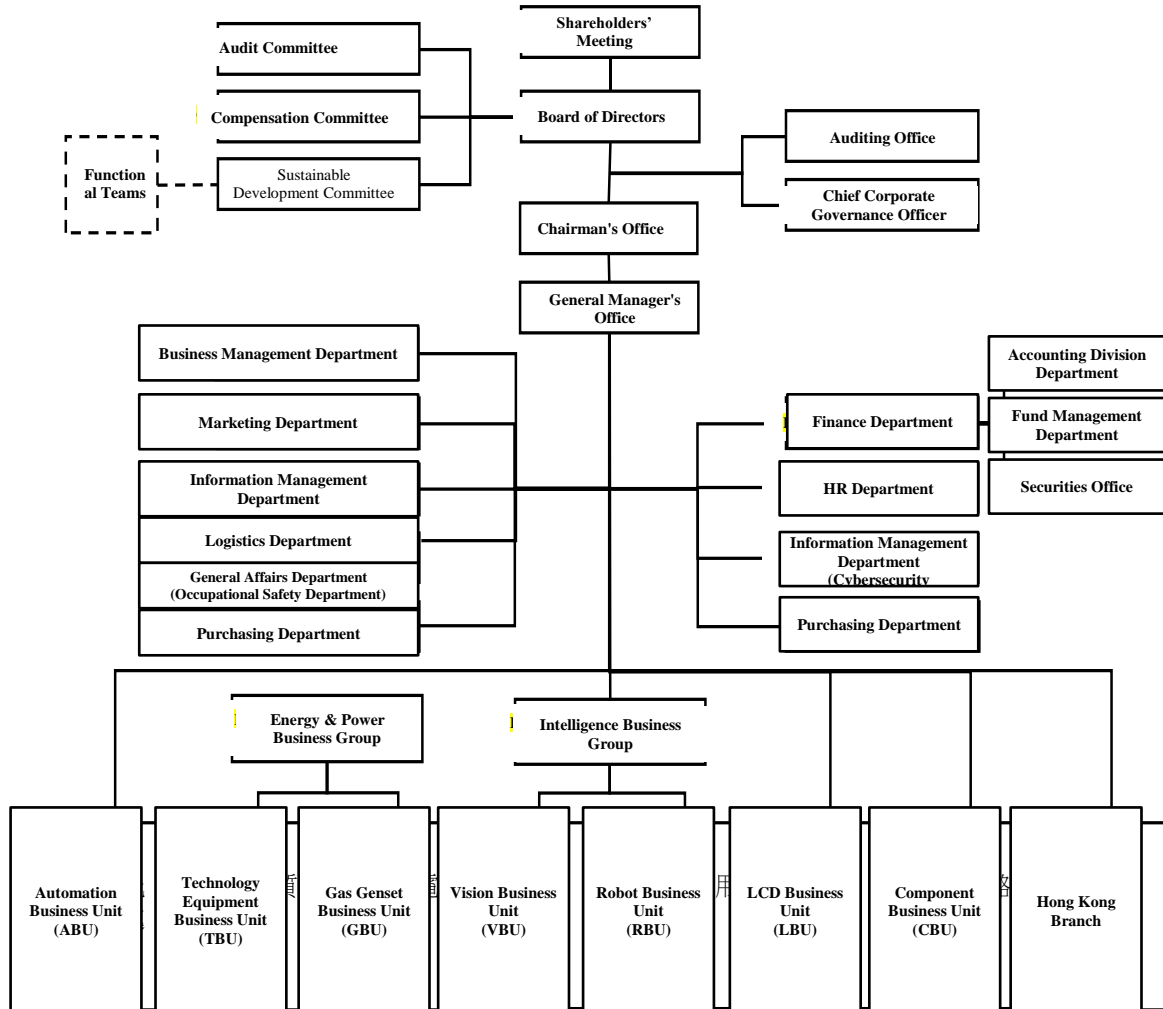 Shareholders’
Meeting
Audit Committee
Compensation Committee
Board of Directors
Auditing Office
Function
al Teams
Sustainable
Development Committee
Chief Corporate
Governance Officer
Chairman's Office
General Manager's
Office
Business Management Department
Marketing Department
Information Management
Department
Logistics Department
General Affairs Department
(Occupational Safety Department)
Purchasing Department
Finance Department
HR Department
Information Management
Department
(Cybersecurity
Purchasing Department
Accounting Division
Department
Fund Management
Department
Securities Office
Energy & Power
Business Group
Intelligence Business
Group
Automation
Business Unit
(ABU)
Technology
Equipment
Business Unit
(TBU)
Gas Genset
Business Unit
(GBU)
Vision Business
Unit
(VBU)
Robot Business
Unit
(RBU)
用
LCD Business
Unit
(LBU)
Component
Business Unit
(CBU)
Hong Kong
Branch